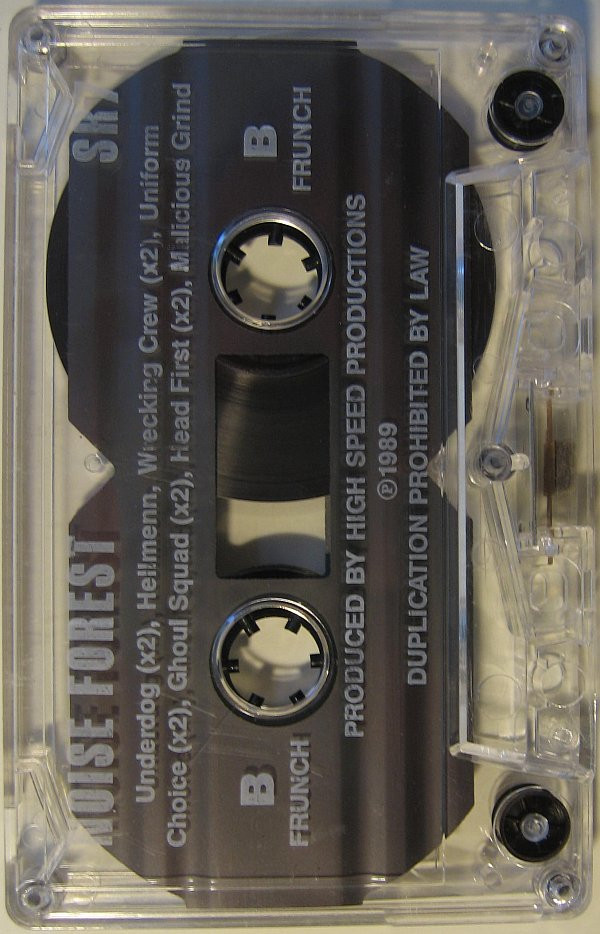 NOISE FOREST
Underdog (x2), Hellmenn, Wrecking Crew (x2), Uniform
Choice (x2), Ghoul Squad (x2), Head First (x2), Malicious Grind
B B
FRUNCH FRUNCH
PRODUCED BY HIGH SPEED PRODUCTIONS
℗1989
DUPLICATION PROHIBITED BY LAW